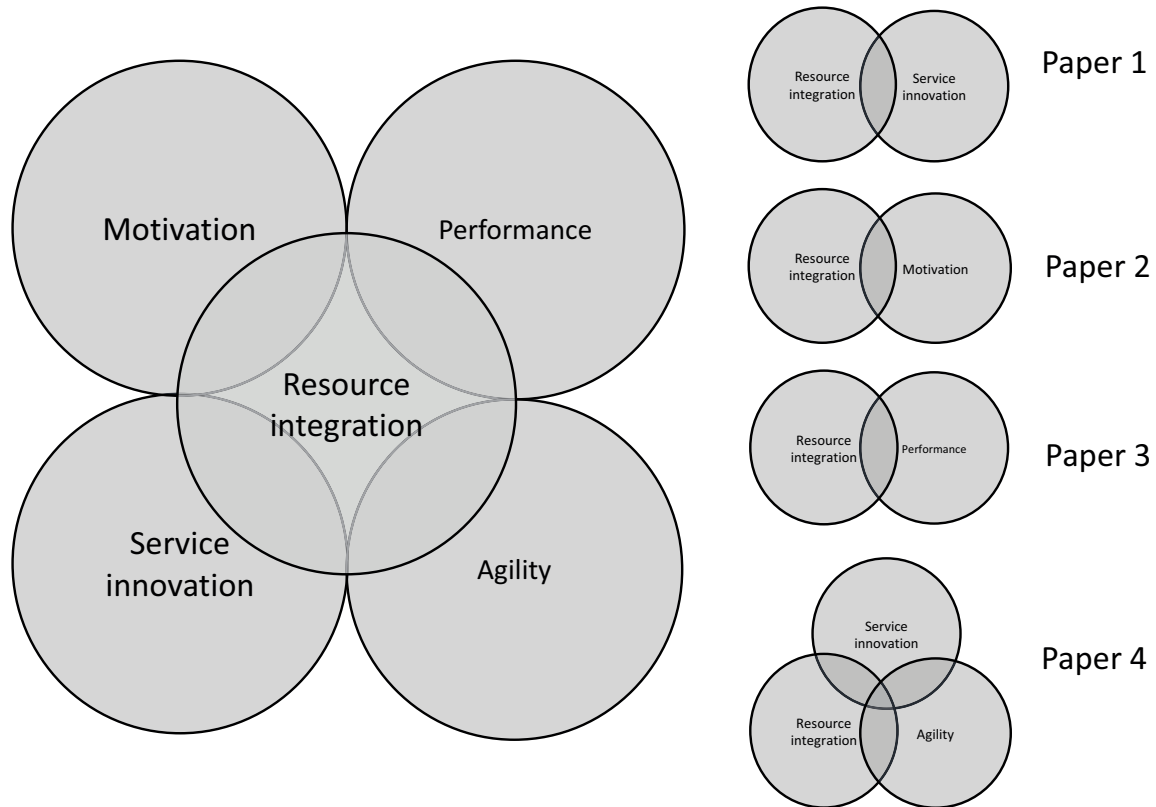 Motivation
Performance
Resource
integration
Service
innovation
Agility
Resource
integration
Service
innovation
Paper 1
Resource
integration
Motivation
Paper 2
Resource
integration
Performance
Paper 3
Service
innovation
Resource
integration
Agility
Paper 4